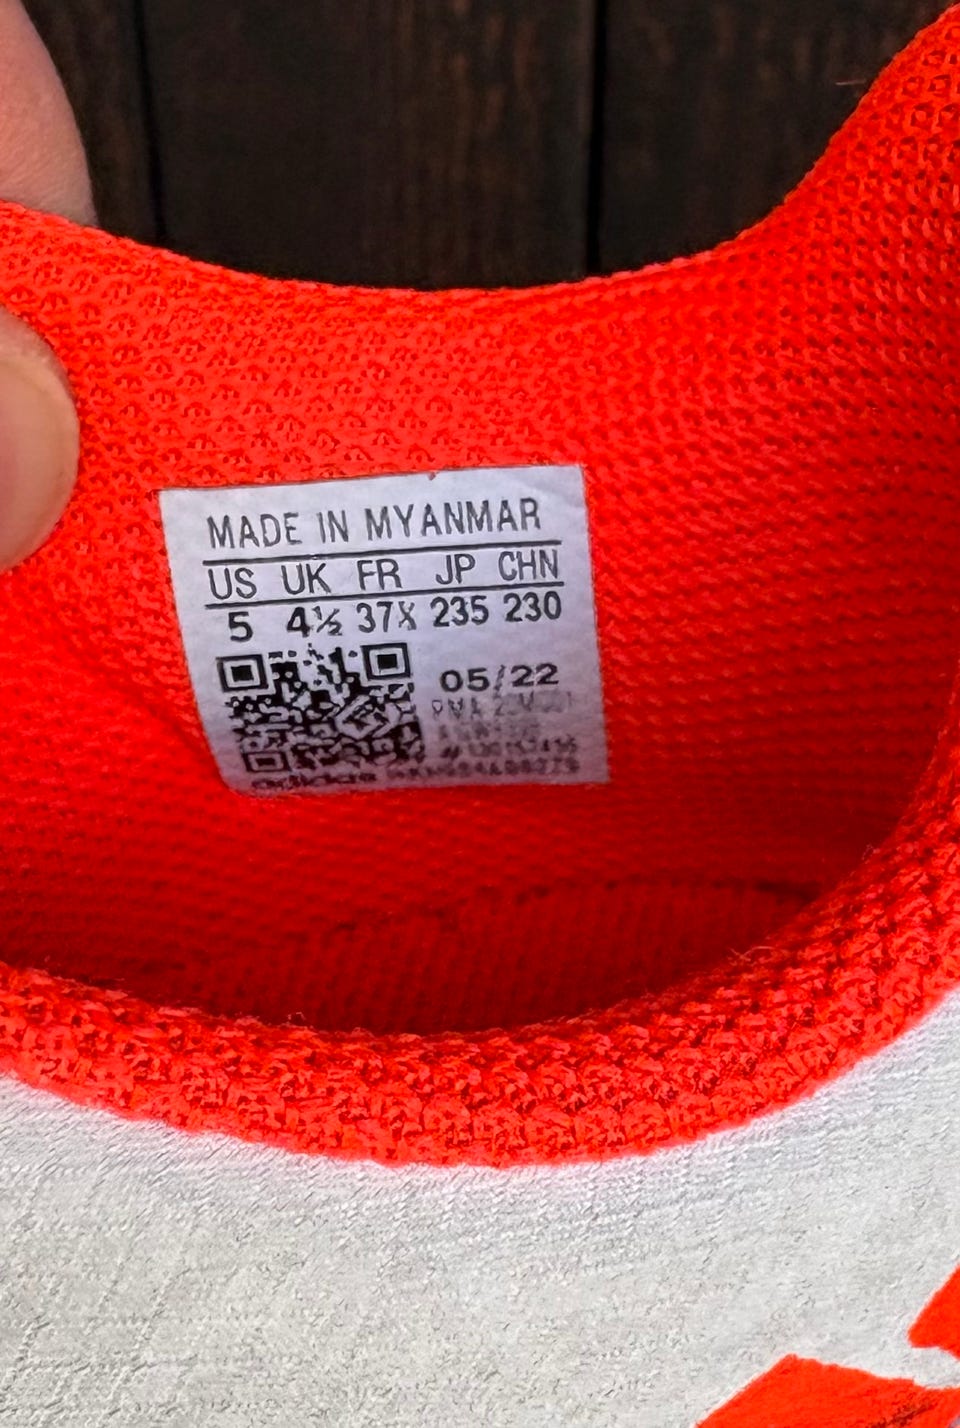 MADE IN MYANMAR
US UK FR JP CHN
5 4½ 37⅓ 235 230
05/22
adidas